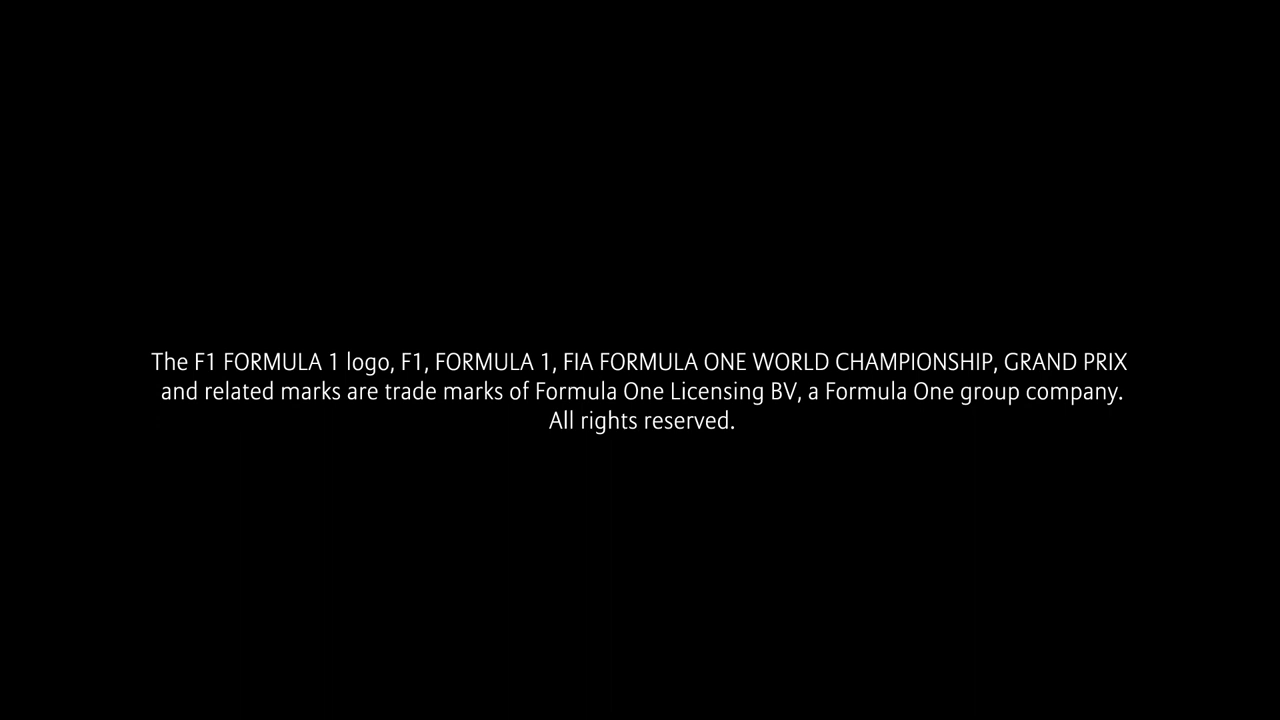 The F1 FORMULA 1 logo, F1, FORMULA 1, FIA FORMULA ONE WORLD CHAMPIONSHIP, GRAND PRIX
and related marks are trade marks of Formula One Licensing BV, a Formula One group company.
All rights reserved.